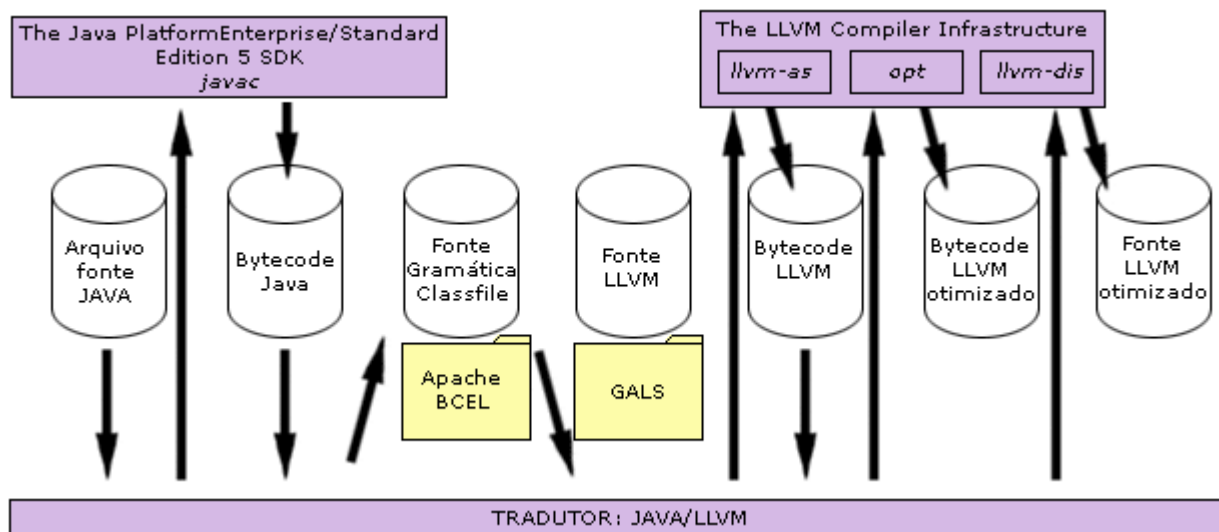 The Java PlatformEnterprise/Standard
Edition 5 SDK
javac
The LLVM Compiler Infrastructure
llvm-as
opt
llvm-dis
Arquivo
fonte
JAVA
Bytecode
Java
Fonte
Gramática
Classfile
Fonte
LLVM
Bytecode
LLVM
Bytecode
LLVM
otimizado
Fonte
LLVM
otimizado
Apache
BCEL
GALS
TRADUTOR: JAVA/LLVM